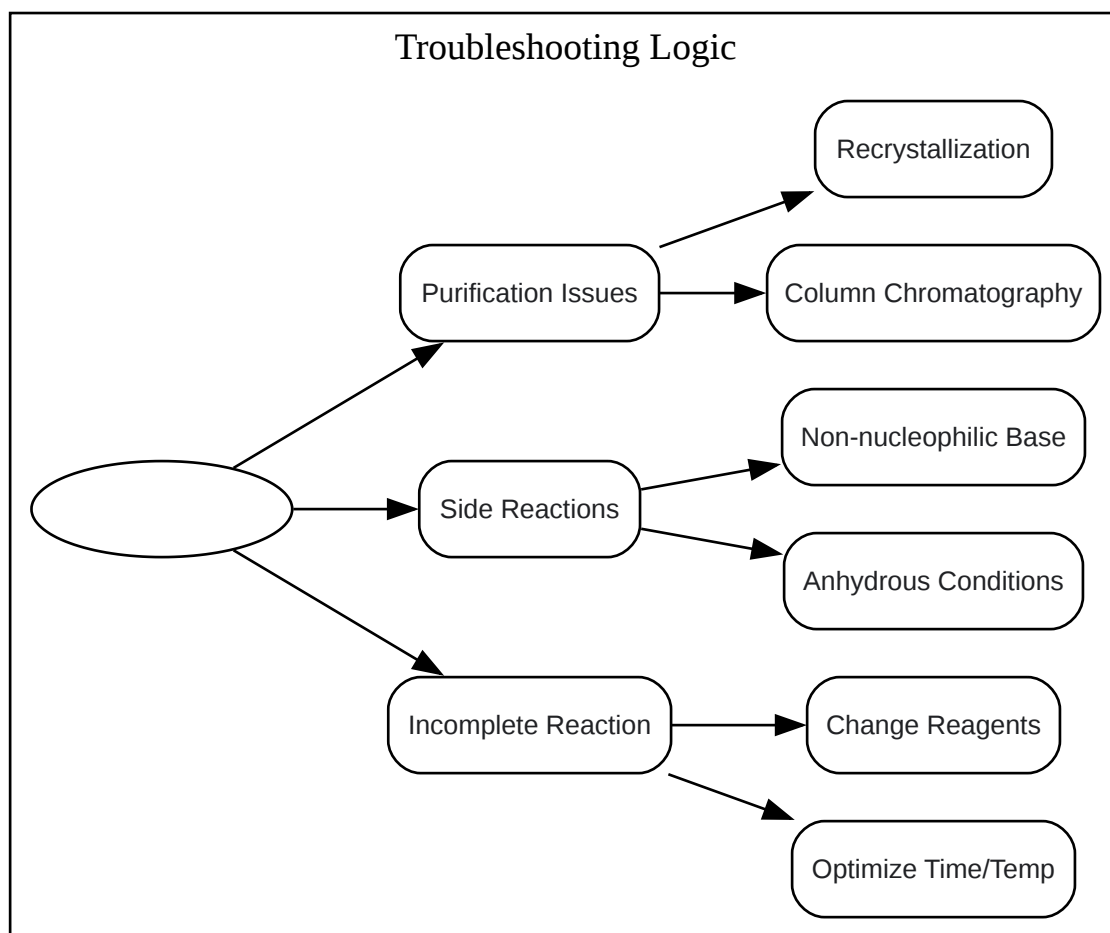 Troubleshooting Logic
Recrystallization
Purification Issues
Column Chromatography
Non-nucleophilic Base
Side Reactions
Anhydrous Conditions
Incomplete Reaction
Change Reagents
Optimize Time/Temp